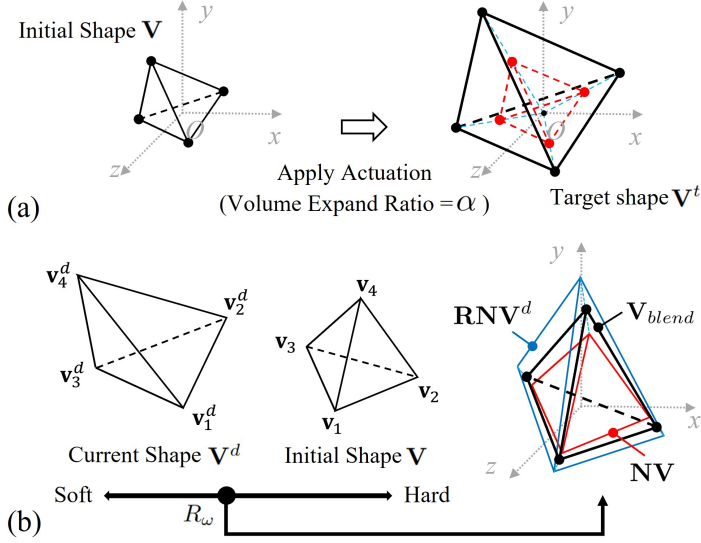 y
Initial Shape V
O
x
z
Apply Actuation
(Volume Expand Ratio = α )
y
O
x
z
Target shape V^t
(a)
v_4^d
v_2^d
v_3^d
v_1^d
Current Shape V^d
v_4
v_3
v_2
v_1
Initial Shape V
y
RNV^d
V_blend
x
z
NV
Soft
Hard
R_ω
(b)